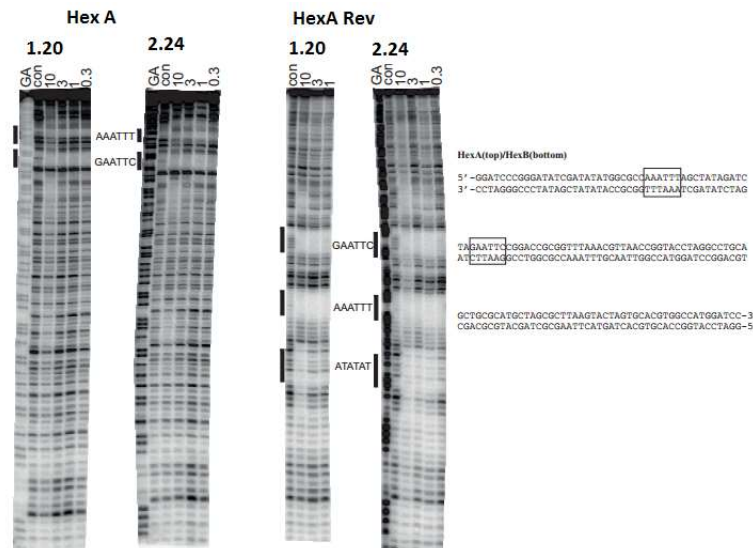 Hex A
HexA Rev
1.20
2.24
1.20
2.24
GA
con
10
3
1
0.3
GA
con
10
3
1
0.3
con
10
3
1
GA
con
10
3
1
0.3
AAATTT
GAATTC
GAATTC
AAATTT
ATATAT
HexA(top)/HexB(bottom)
5'-GGATCCCGGGATATCGATATATGGCGCCAAATTTAGCTATAGATC
3'-CCTAGGGCCCTATAGCTATATACCGCGGTTTAAATCGATATCTAG
TAGAATTCCGGACCGCGGTTTAAACGTTAACCGGTACCTAGGCCTGCA
ATCTTAAGGCCTGGCGCCAAATTTGCAATTGGCCATGGATCCGGACGT
GCTGCGCATGCTAGCGCTTAAGTACTAGTGCACGTGGCCATGGATCC-3
CGACGCGTACGATCGCGAATTCATGATCACGTGCACCGGTACCTAGG-5